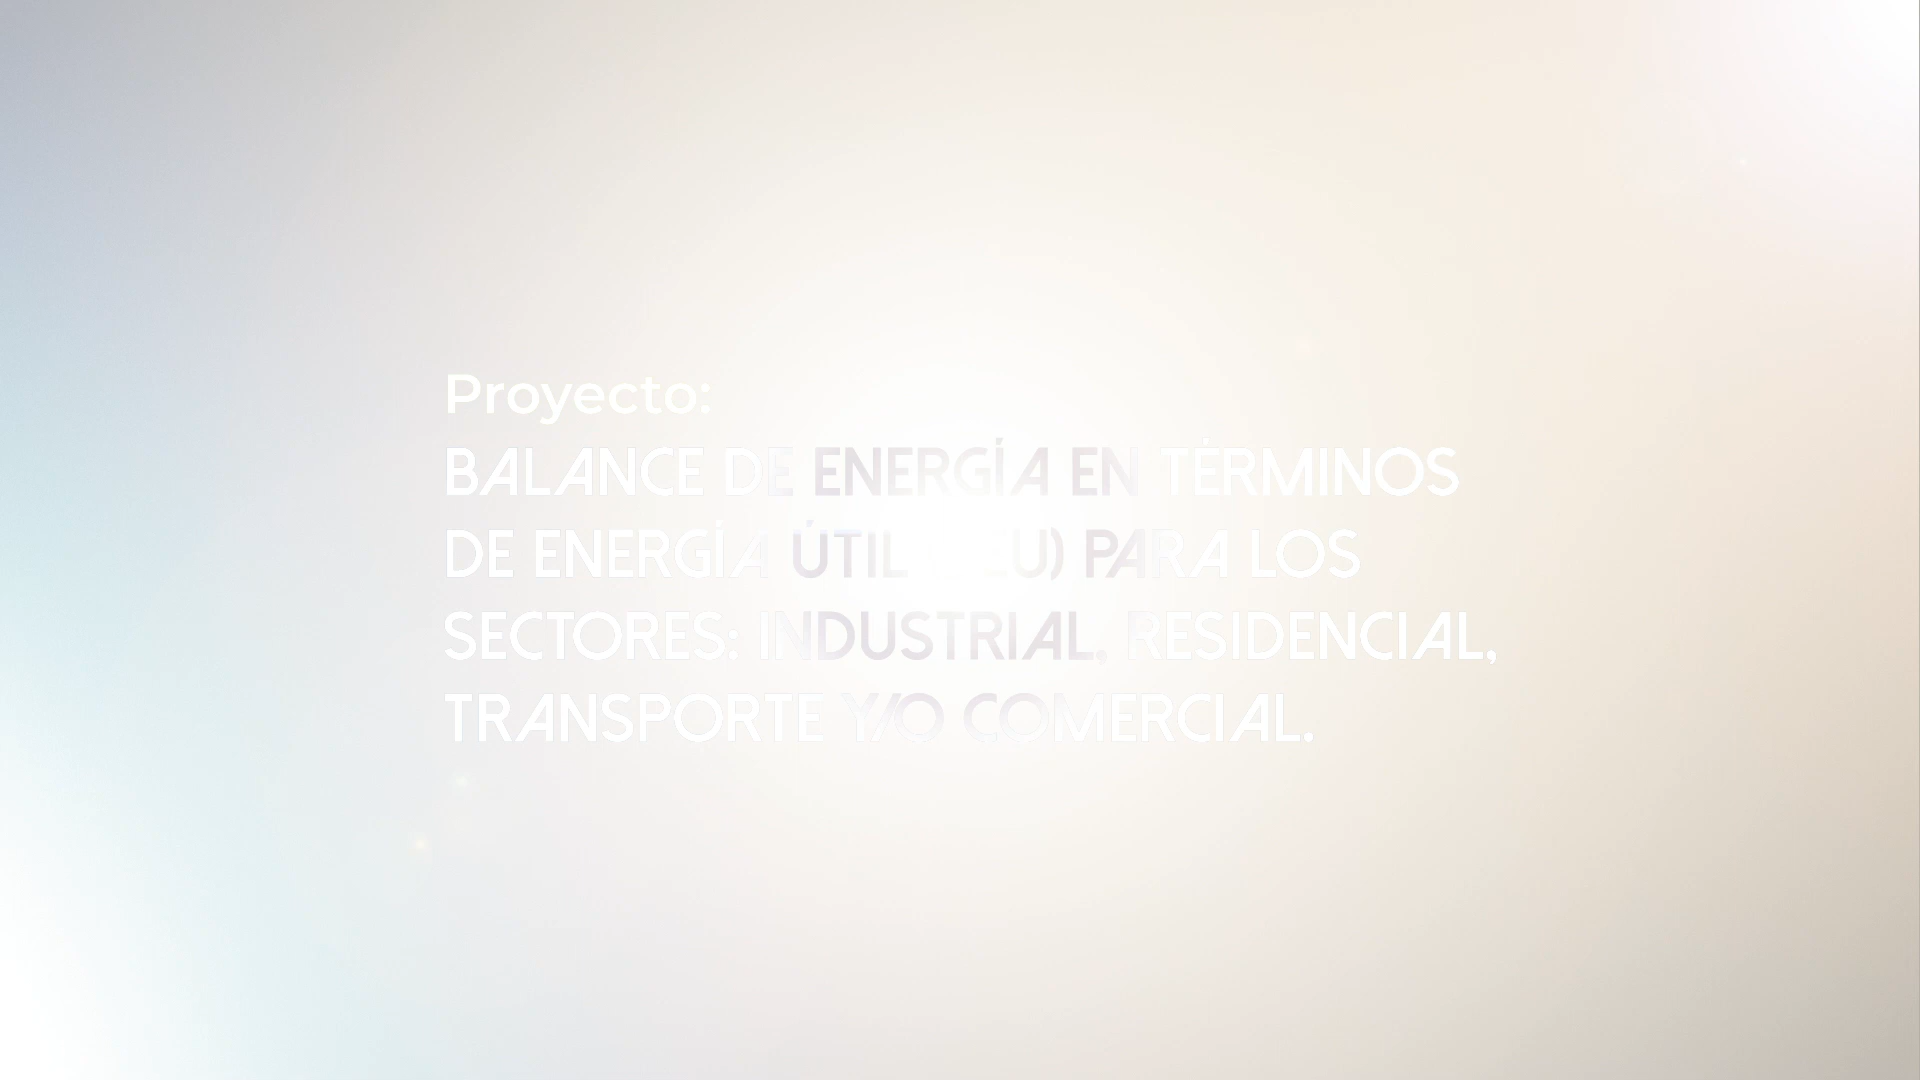 Proyecto:
BALANCE DE ENERGÍA EN TÉRMINOS
DE ENERGÍA ÚTIL PARA LOS
SECTORES: INDUSTRIAL, RESIDENCIAL,
TRANSPORTE Y/O COMERCIAL.